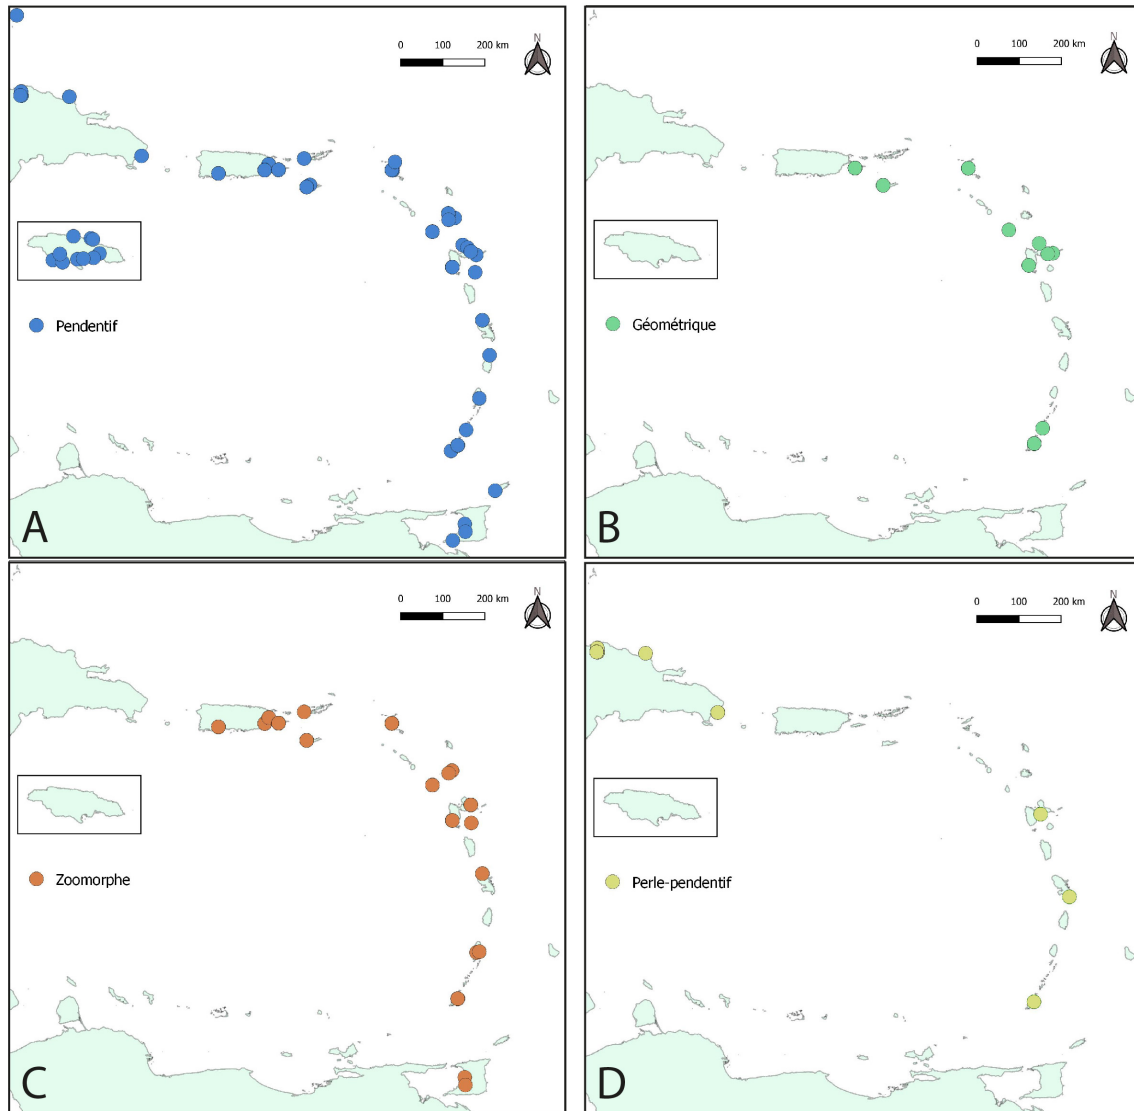 N
0 100 200 km
Pendentif
A
N
0 100 200 km
Géométrique
B
N
0 100 200 km
Zoomorphe
C
N
0 100 200 km
Perle-pendentif
D